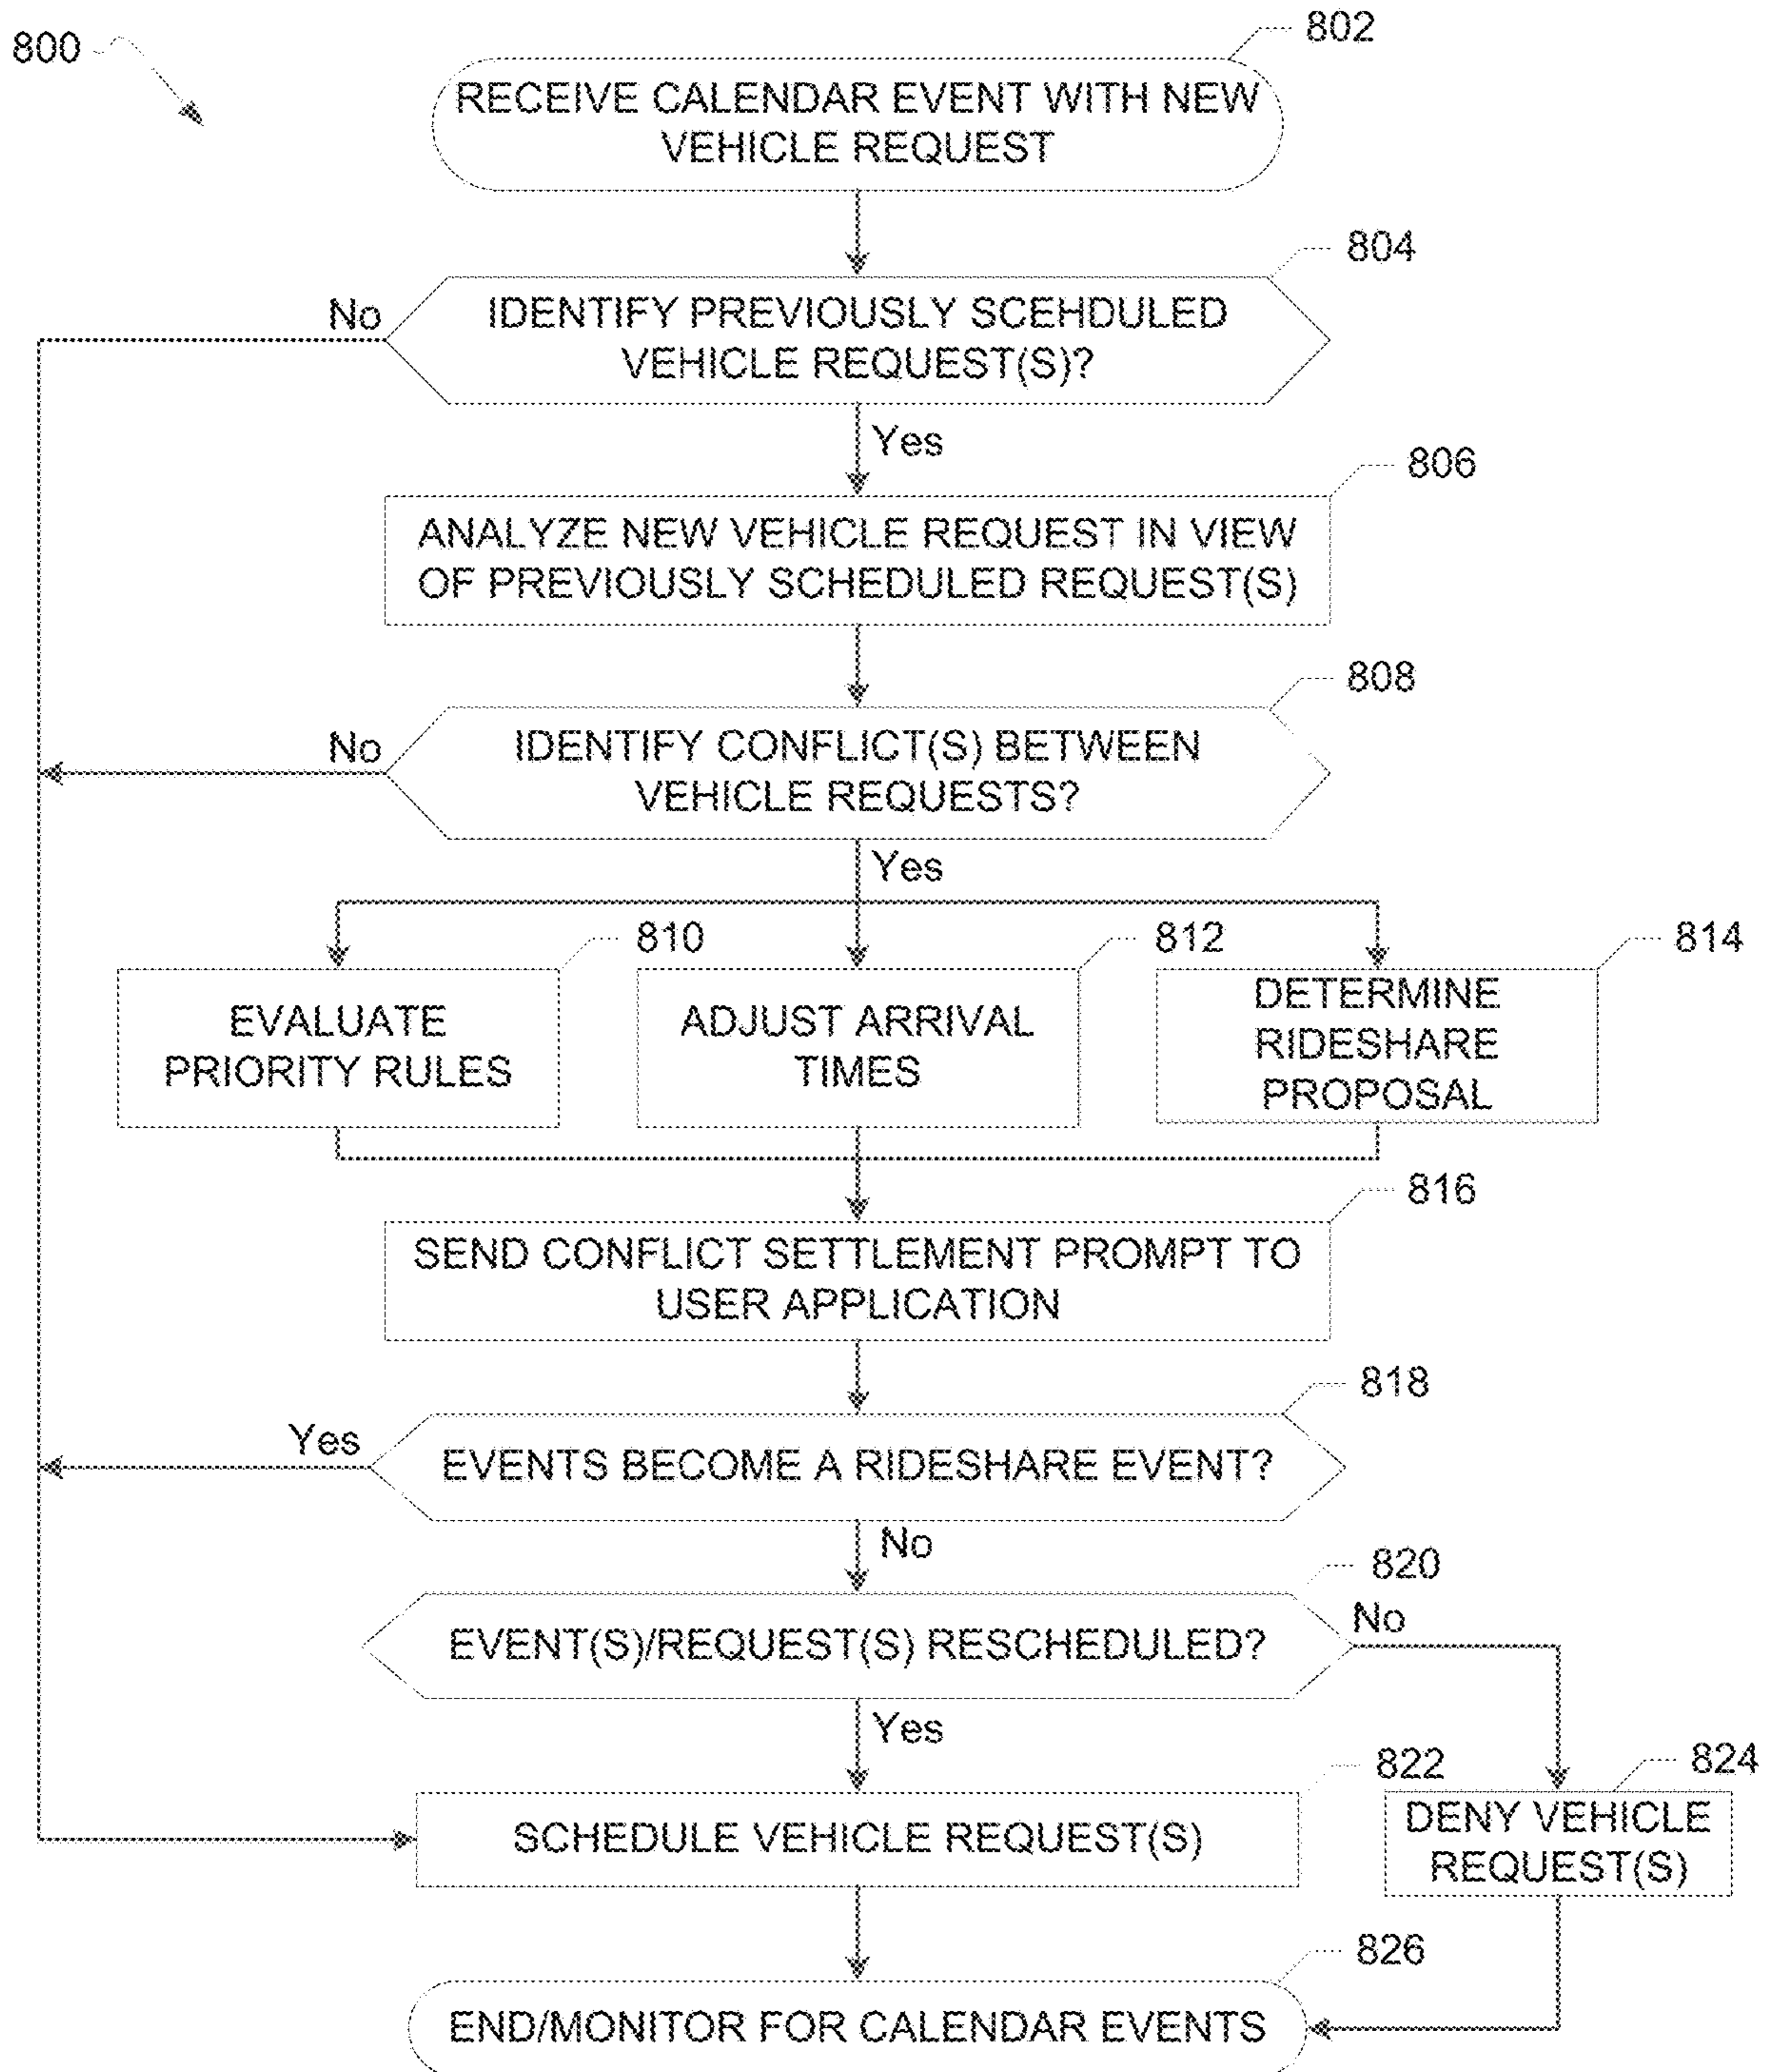 800
802
RECEIVE CALENDAR EVENT WITH NEW
VEHICLE REQUEST
804
No
IDENTIFY PREVIOUSLY SCEHDULED
VEHICLE REQUEST(S)?
Yes
806
ANALYZE NEW VEHICLE REQUEST IN VIEW
OF PREVIOUSLY SCHEDULED REQUEST(S)
808
No
IDENTIFY CONFLICT(S) BETWEEN
VEHICLE REQUESTS?
Yes
810
EVALUATE
PRIORITY RULES
812
ADJUST ARRIVAL
TIMES
814
DETERMINE
RIDESHARE
PROPOSAL
816
SEND CONFLICT SETTLEMENT PROMPT TO
USER APPLICATION
818
Yes
EVENTS BECOME A RIDESHARE EVENT?
No
820
No
EVENT(S)/REQUEST(S) RESCHEDULED?
Yes
822
SCHEDULE VEHICLE REQUEST(S)
824
DENY VEHICLE
REQUEST(S)
826
END/MONITOR FOR CALENDAR EVENTS